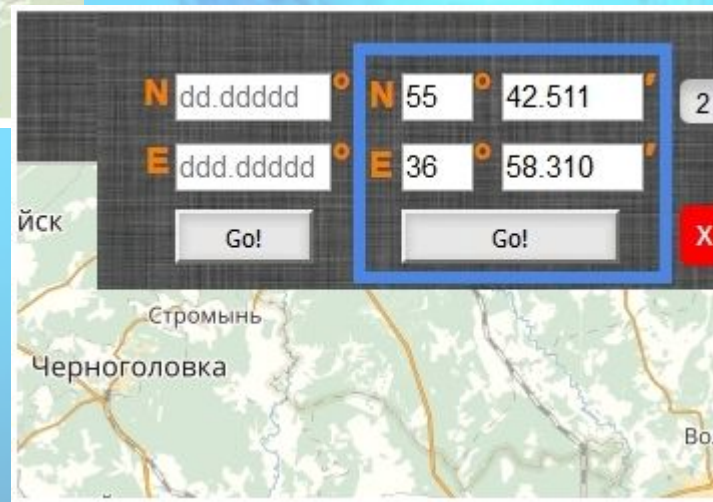 N dd.ddddd ° N 55 ° 42.511 ′ 2
E ddd.ddddd ° E 36 ° 58.310 ′
Go! Go! X
йск
Стромынь
Черноголовка
Во